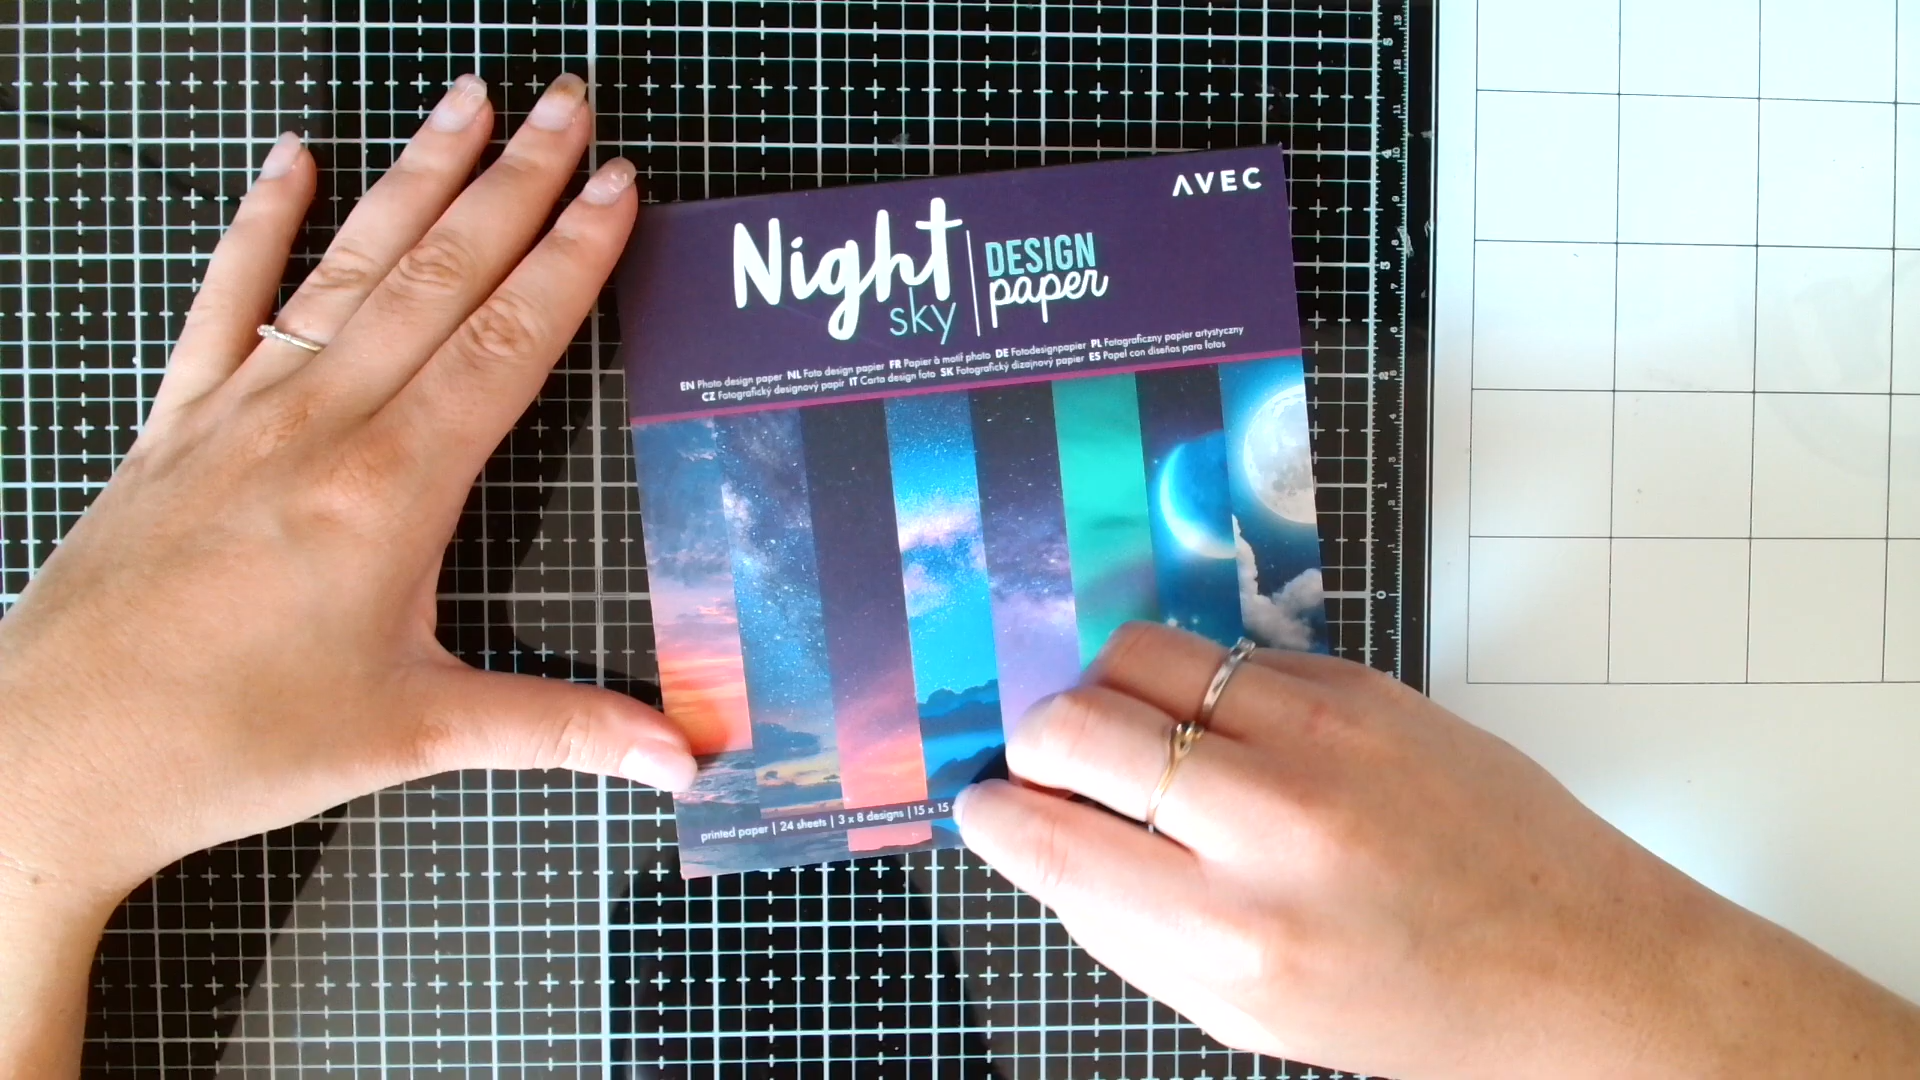 AVEC
Night
sky
DESIGN
paper
EN Photo design paper NL Foto design papier FR Papier à motif photo DE Fotodesignpapier PL Fotograficzny papier artystyczny
CZ Fotografický designový papír IT Carta design foto SK Fotografický dizajnový papier ES Papel con diseños para fotos
printed paper | 24 sheets | 3 x 8 designs | 15 x 15